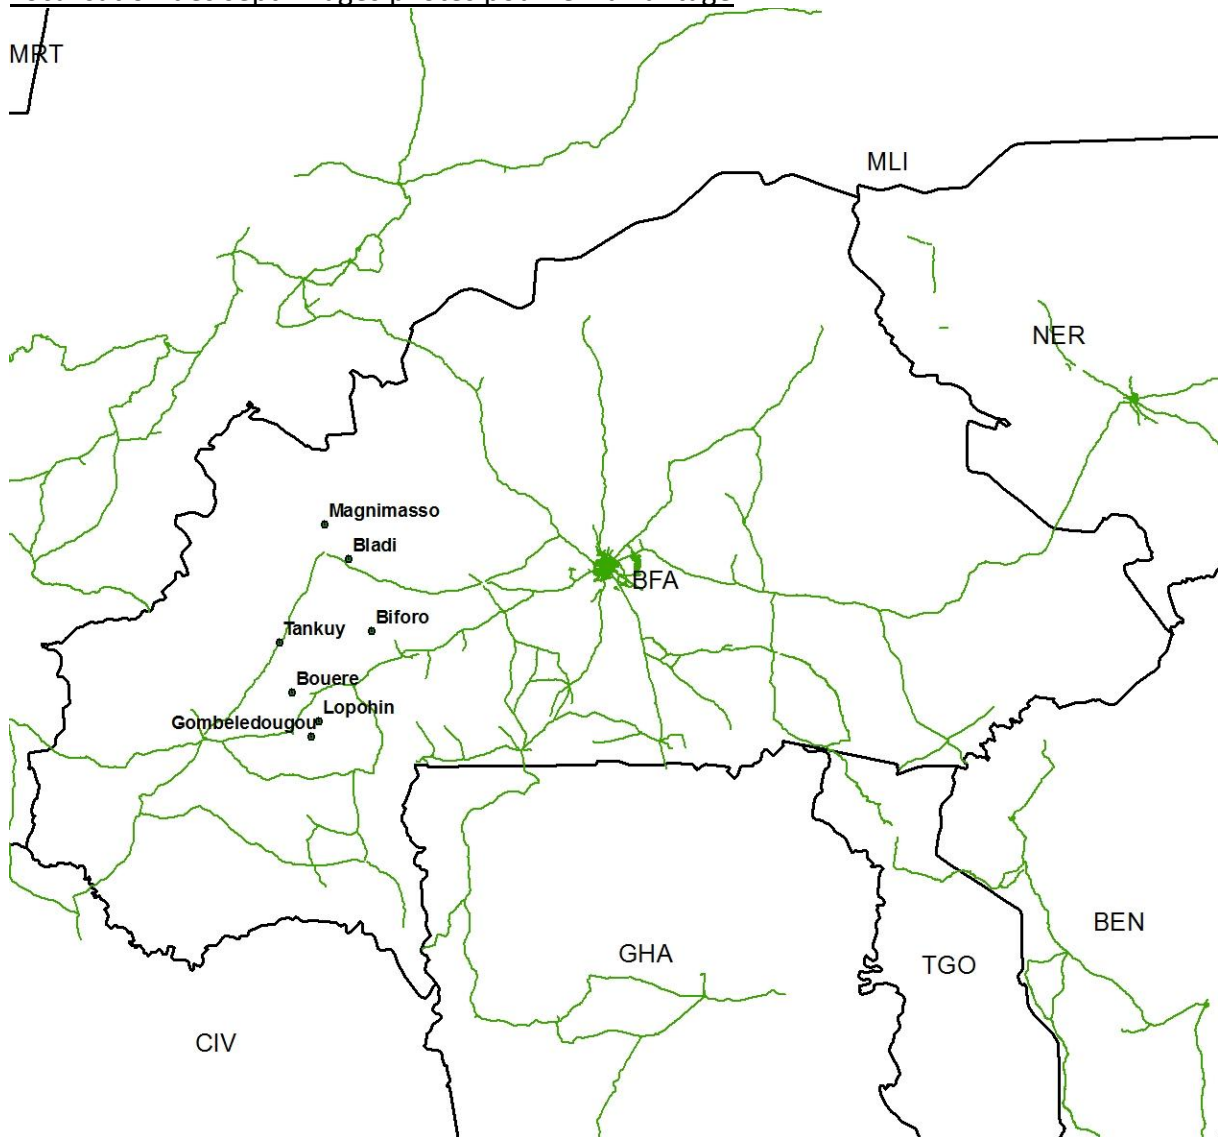 MRT
MLI
NER
Magnimasso
Bladi
BFA
Biforo
Tankuy
Bouere
Lopohin
Gombeledougou
BEN
GHA
TGO
CIV